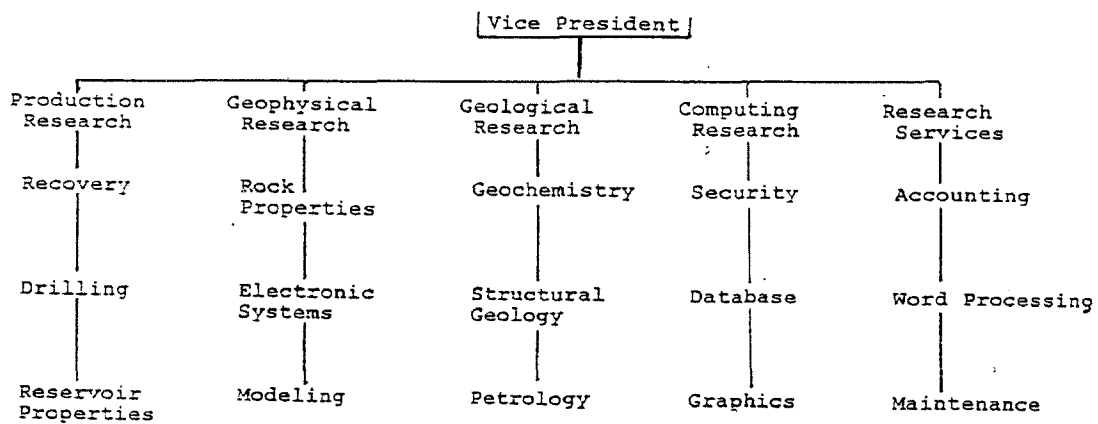 Vice President
Production
Research
Geophysical
Research
Geological
Research
Computing
Research
Research
Services
Recovery
Rock
Properties
Geochemistry
Security
Accounting
Drilling
Electronic
Systems
Structural
Geology
Database
Word Processing
Reservoir
Properties
Modeling
Petrology
Graphics
Maintenance